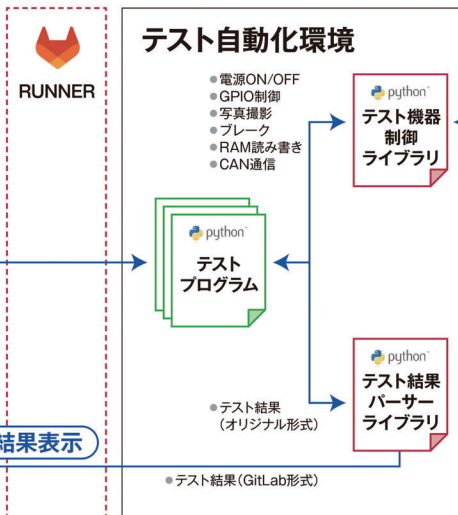 RUNNER
テスト自動化環境
●電源ON/OFF
●GPIO制御
●写真撮影
●ブレーク
●RAM読み書き
●CAN通信
python
テスト機器
制御
ライブラリ
python
テスト
プログラム
python
テスト結果
パーサー
ライブラリ
●テスト結果
（オリジナル形式）
結果表示
●テスト結果（GitLab形式）